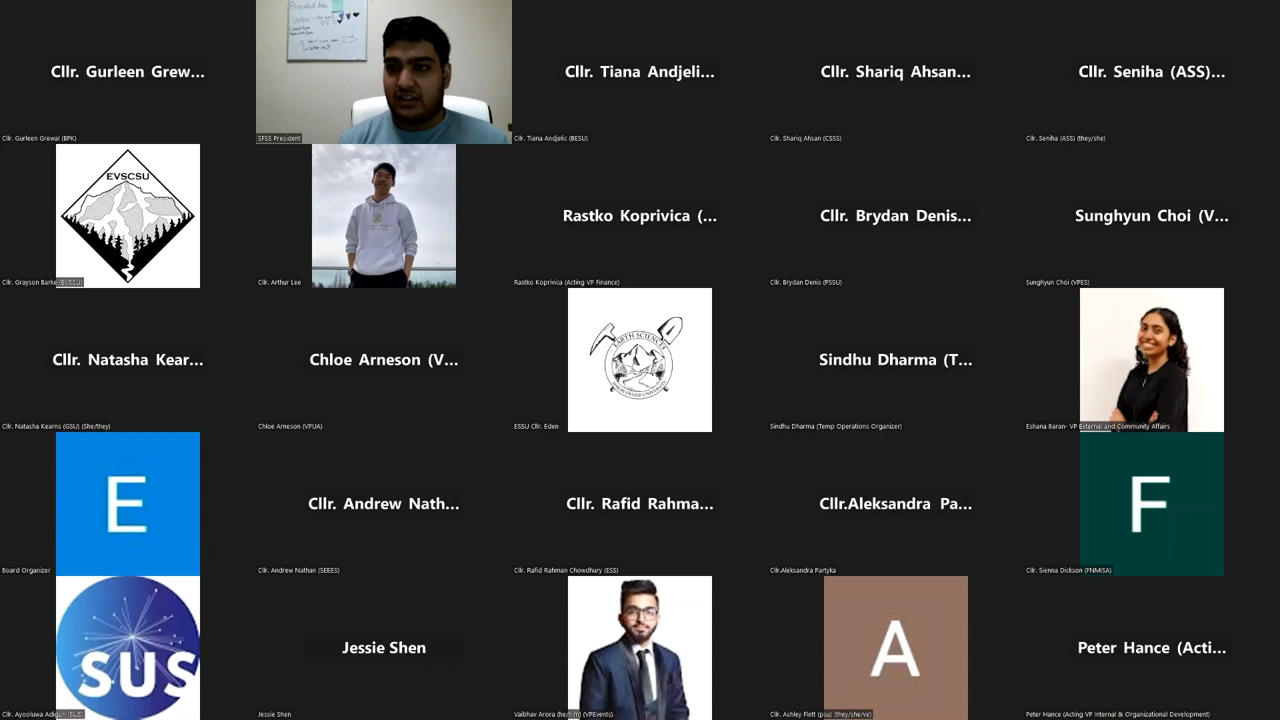 Cllr. Gurleen Grew...
Cllr. Gurleen Grewal (BPK)
SFSS President
Cllr. Tiana Andjeli...
Cllr. Tiana Andjelic (BESU)
Cllr. Shariq Ahsan...
Cllr. Shariq Ahsan (CSSS)
Cllr. Seniha (ASS)...
Cllr. Seniha (ASS) (they/she)
EVSCSU
Cllr. Grayson Barke (EVSCU)
Cllr. Arthur Lee
Rastko Koprivica (...
Rastko Koprivica (Acting VP Finance)
Cllr. Brydan Denis...
Cllr. Brydan Denis (PSSU)
Sunghyun Choi (V...
Sunghyun Choi (VPES)
Cllr. Natasha Kear...
Cllr. Natasha Kearns (GSU) (She/they)
Chloe Arneson (V...
Chloe Arneson (VPUA)
EARTH SCIENCES
SIMON FRASER UNIVERSITY
ESSU Cllr. Eden
Sindhu Dharma (T...
Sindhu Dharma (Temp Operations Organizer)
Eshana Baran- VP External and Community Affairs
E
Board Organizer
Cllr. Andrew Nath...
Cllr. Andrew Nathan (SEEES)
Cllr. Rafid Rahma...
Cllr. Rafid Rahman Chowdhury (ESS)
Cllr.Aleksandra Pa...
Cllr.Aleksandra Partyka
F
Cllr. Sienna Dickson (FNMISA)
SUS
Cllr. Ayooluwa Adigun (SUS)
Jessie Shen
Jessie Shen
Vaibhav Arora (he/him) (VPEvents)
A
Cllr. Ashley Flett (psu) (they/she/ve)
Peter Hance (Acti...
Peter Hance (Acting VP Internal & Organizational Development)